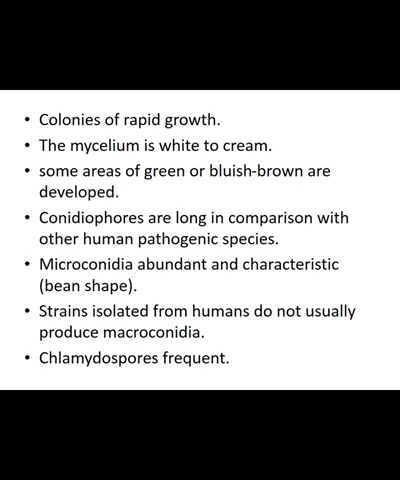 • Colonies of rapid growth.
• The mycelium is white to cream.
• some areas of green or bluish-brown are
developed.
• Conidiophores are long in comparison with
other human pathogenic species.
• Microconidia abundant and characteristic
(bean shape).
• Strains isolated from humans do not usually
produce macroconidia.
• Chlamydospores frequent.